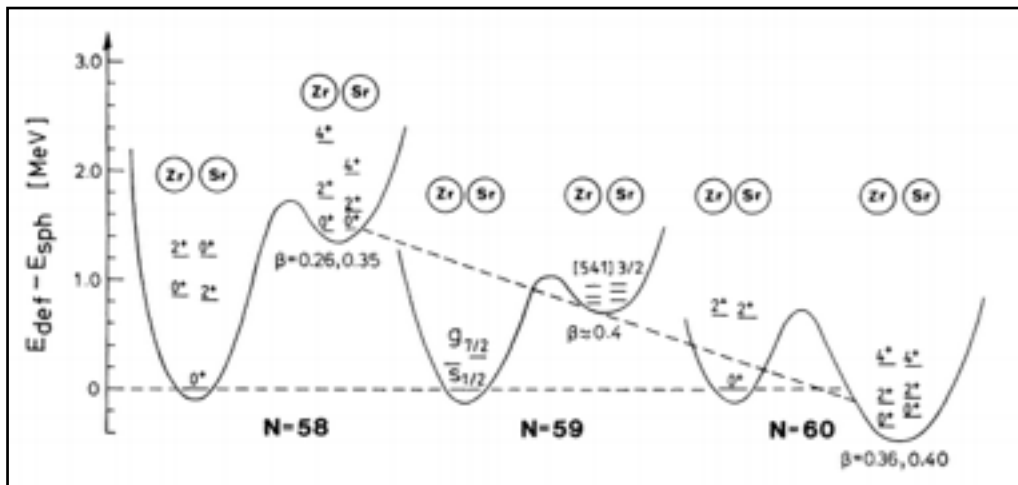 E_def − E_sph [MeV]
3.0
2.0
1.0
0
Zr Sr
2⁺ 0⁺
0⁺ 2⁺
0⁺
N=58
Zr Sr
4⁺
4⁺
2⁺
2⁺
0⁺ 0⁺
β=0.26,0.35
Zr Sr
g7/2
s1/2
N=59
Zr Sr
[541]3/2
β≃0.4
Zr Sr
2⁺ 2⁺
0⁺
N=60
Zr Sr
4⁺ 4⁺
2⁺ 2⁺
0⁺ 0⁺
β=0.36,0.40